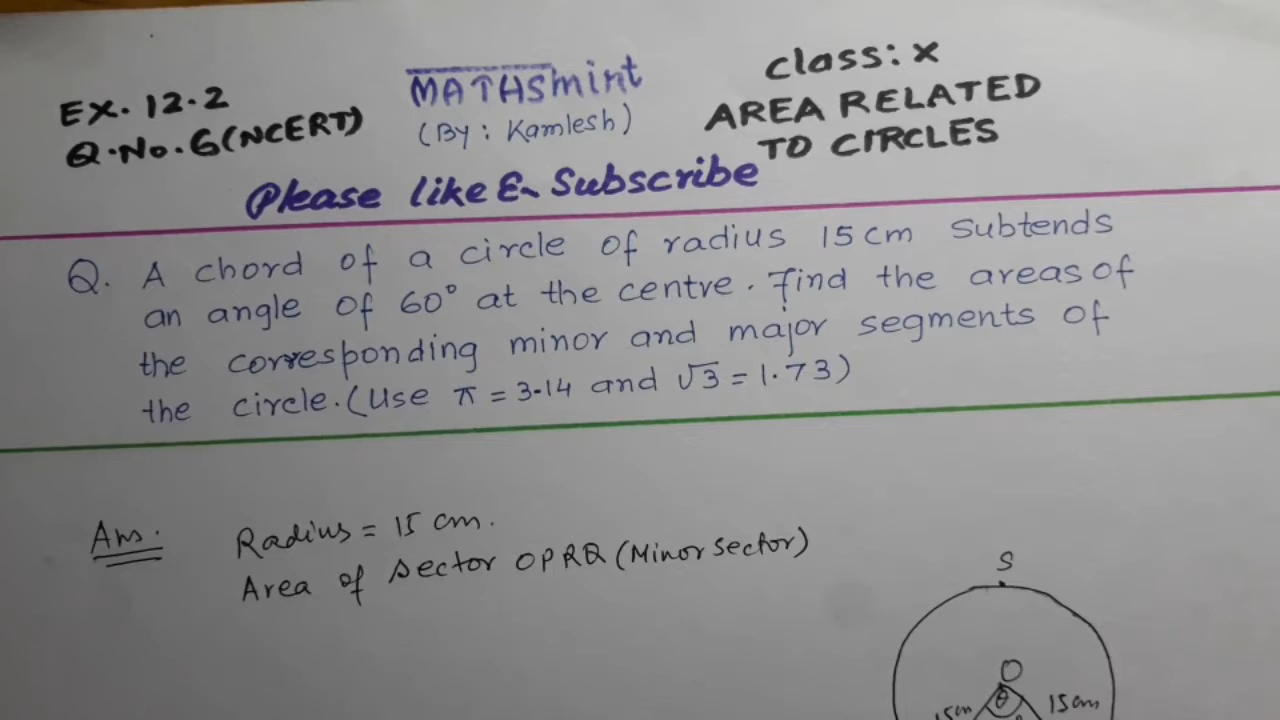 EX. 12.2
Q.No.6(NCERT)
MATHSmint
(By: Kamlesh)
class: X
AREA RELATED
TO CIRCLES
Please like & Subscribe
Q. A chord of a circle of radius 15 cm subtends
an angle of 60° at the centre. Find the areas of
the corresponding minor and major segments of
the circle. (Use π = 3.14 and √3 = 1.73)
Ans. Radius = 15 cm.
Area of sector OPRQ (Minor sector)
S
O
θ
15cm
15cm